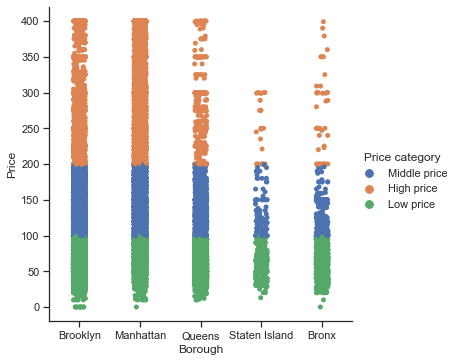 400
350
300
250
200
150
100
50
0
Price
Brooklyn Manhattan Queens Staten Island Bronx
Borough
Price category
Middle price
High price
Low price